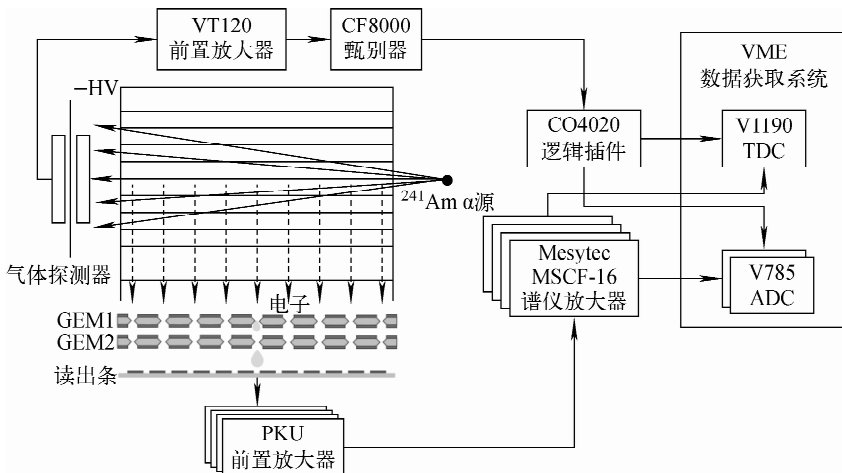 VT120
前置放大器
CF8000
甄别器
VME
数据获取系统
−HV
CO4020
逻辑插件
V1190
TDC
²⁴¹Am α源
Mesytec
MSCF-16
谱仪放大器
V785
ADC
气体探测器
电子
GEM1
GEM2
读出条
PKU
前置放大器